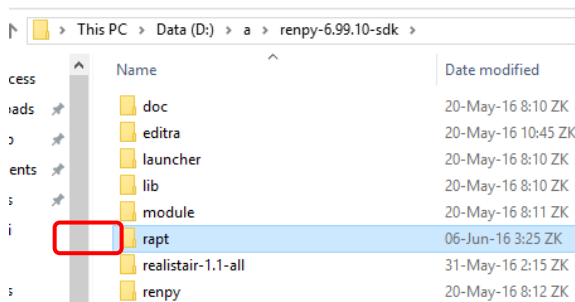 This PC > Data (D:) > a > renpy-6.99.10-sdk >
Name Date modified
cess
oads doc 20-May-16 8:10 ZK
editra 20-May-16 10:45 ZK
ents launcher 20-May-16 8:10 ZK
lib 20-May-16 8:10 ZK
module 20-May-16 8:11 ZK
rapt 06-Jun-16 3:25 ZK
realistair-1.1-all 31-May-16 2:15 ZK
renpy 20-May-16 8:12 ZK